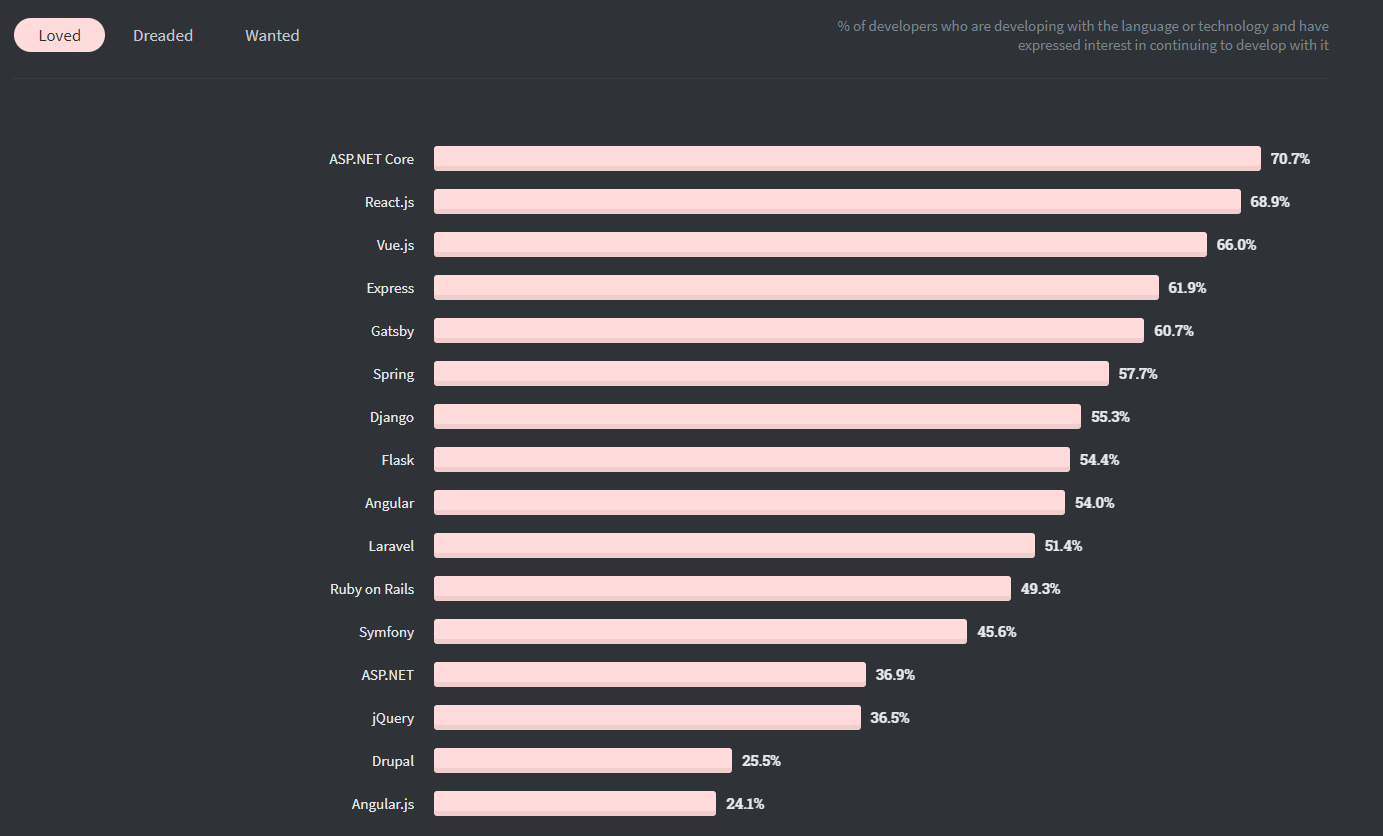 Loved Dreaded Wanted
% of developers who are developing with the language or technology and have
expressed interest in continuing to develop with it
ASP.NET Core 70.7%
React.js 68.9%
Vue.js 66.0%
Express 61.9%
Gatsby 60.7%
Spring 57.7%
Django 55.3%
Flask 54.4%
Angular 54.0%
Laravel 51.4%
Ruby on Rails 49.3%
Symfony 45.6%
ASP.NET 36.9%
jQuery 36.5%
Drupal 25.5%
Angular.js 24.1%